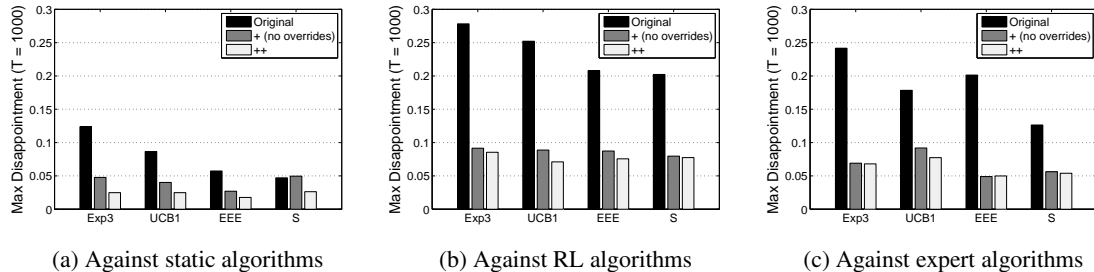 Max Disappointment (T = 1000)
0.3
0.25
0.2
0.15
0.1
0.05
0
Original
+ (no overrides)
++
Exp3 UCB1 EEE S
(a) Against static algorithms
Max Disappointment (T = 1000)
0.3
0.25
0.2
0.15
0.1
0.05
0
Original
+ (no overrides)
++
Exp3 UCB1 EEE S
(b) Against RL algorithms
Max Disappointment (T = 1000)
0.3
0.25
0.2
0.15
0.1
0.05
0
Original
+ (no overrides)
++
Exp3 UCB1 EEE S
(c) Against expert algorithms